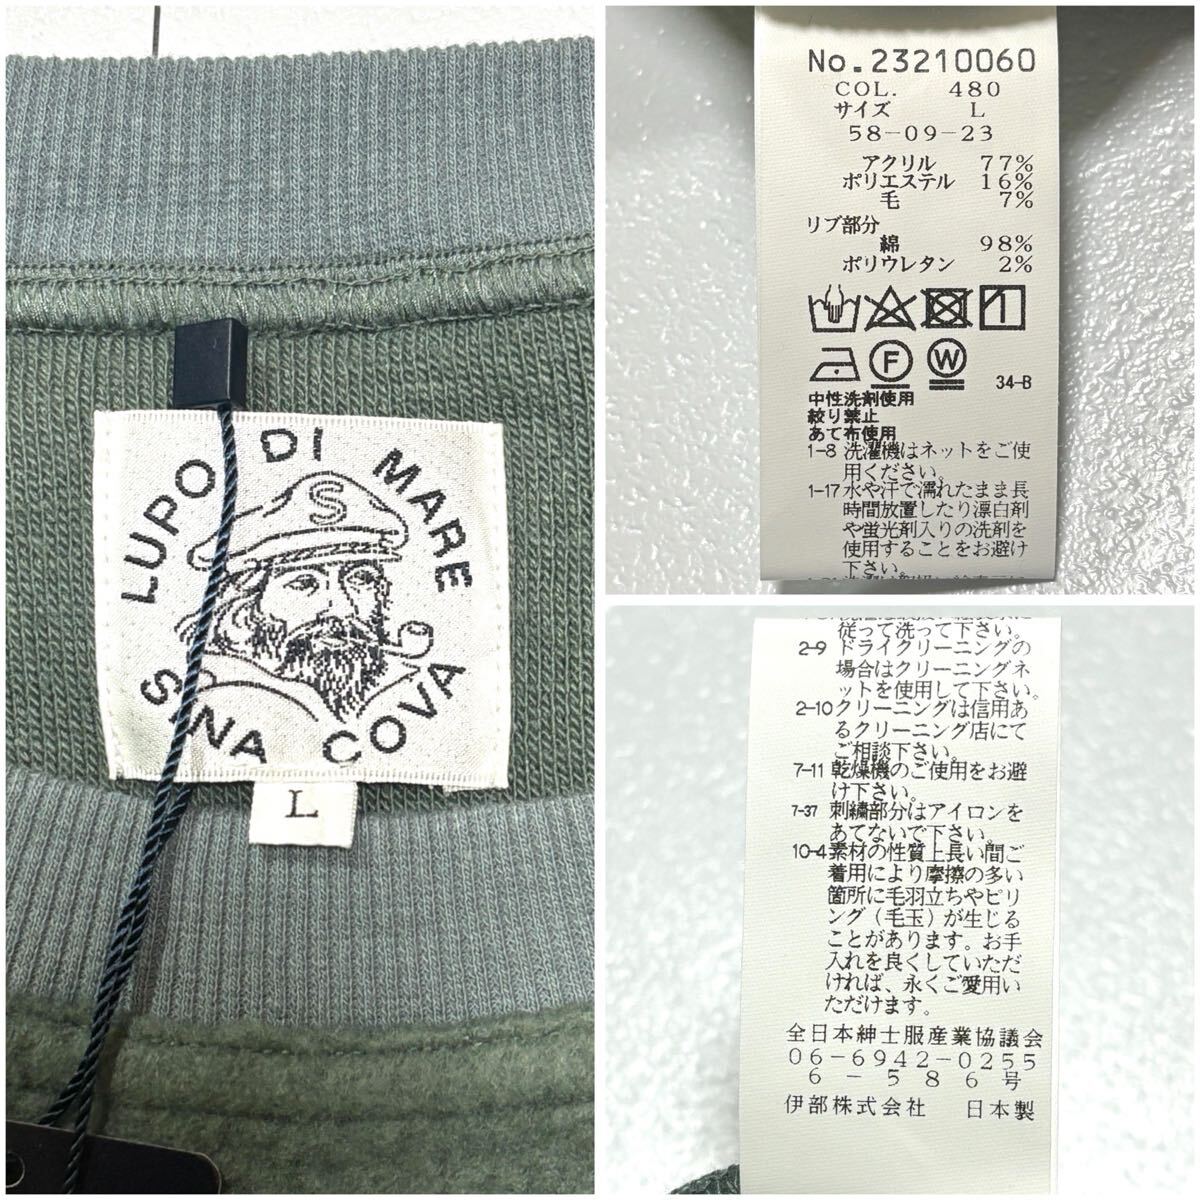 LUPO DI MARE
S
SINA COVA
L
No.23210060
COL. 480
サイズ L
58-09-23
アクリル 77%
ポリエステル 16%
毛 7%
リブ部分
綿 98%
ポリウレタン 2%
1
F
W
34-B
中性洗剤使用
絞り禁止
あて布使用
1-8 洗濯機はネットをご使
用ください。
1-17水や汗で濡れたまま長
時間放置したり漂白剤
や蛍光剤入りの洗剤を
使用することをお避け
下さい。
従って洗って下さい。
2-9 ドライクリーニングの
場合はクリーニングネ
ットを使用して下さい。
2-10クリーニングは信用あ
るクリーニング店にて
ご相談下さい。
7-11 乾燥機のご使用をお避
け下さい。
7-37 刺繍部分はアイロンを
あてないで下さい。
10-4素材の性質上長い間ご
着用により摩擦の多い
箇所に毛羽立ちやピリ
ング(毛玉)が生じる
ことがあります。お手
入れを良くしていただ
ければ、永くご愛用い
ただけます。
全日本紳士服産業協議会
06-6942-0255
6-586号
伊部株式会社 日本製